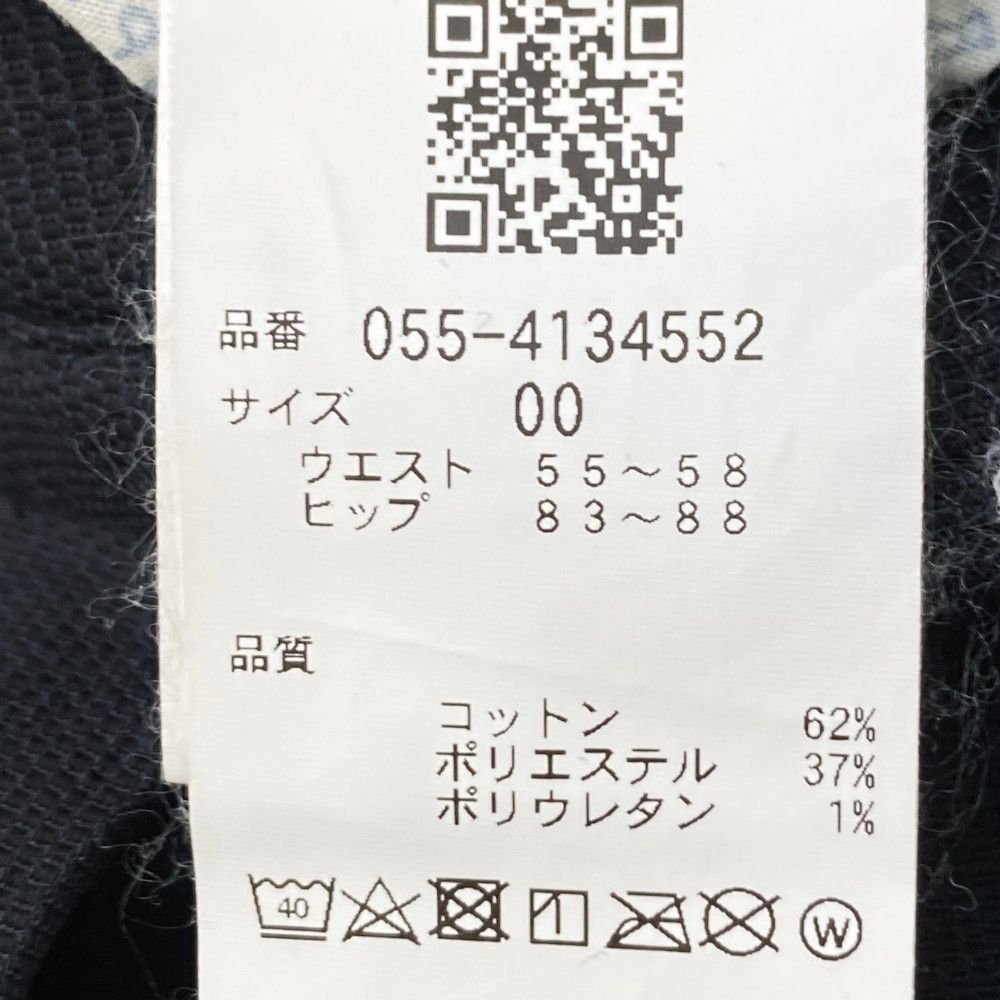 品番 055-4134552
サイズ 00
ウエスト 55～58
ヒップ 83～88
品質
コットン 62%
ポリエステル 37%
ポリウレタン 1%
40
W